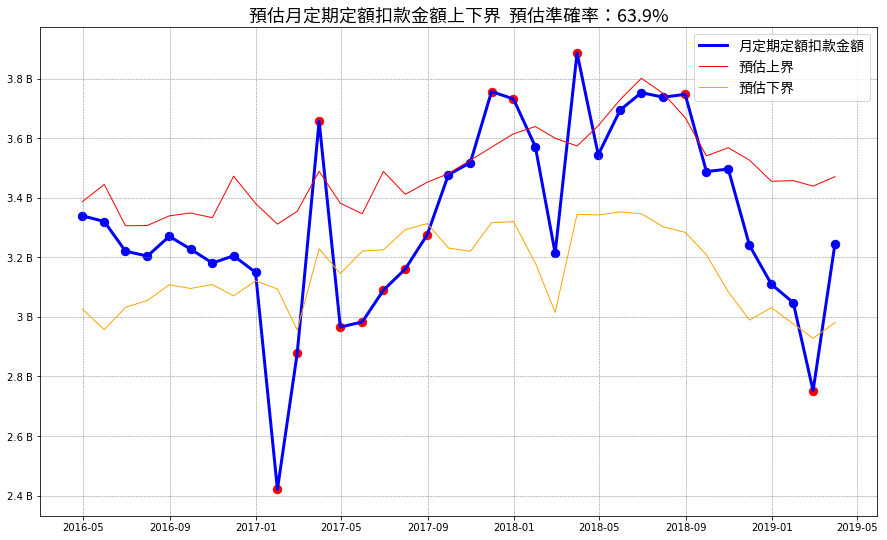 預估月定期定額扣款金額上下界 預估準確率：63.9%
月定期定額扣款金額
預估上界
預估下界
3.8 B
3.6 B
3.4 B
3.2 B
3 B
2.8 B
2.6 B
2.4 B
2016-05 2016-09 2017-01 2017-05 2017-09 2018-01 2018-05 2018-09 2019-01 2019-05